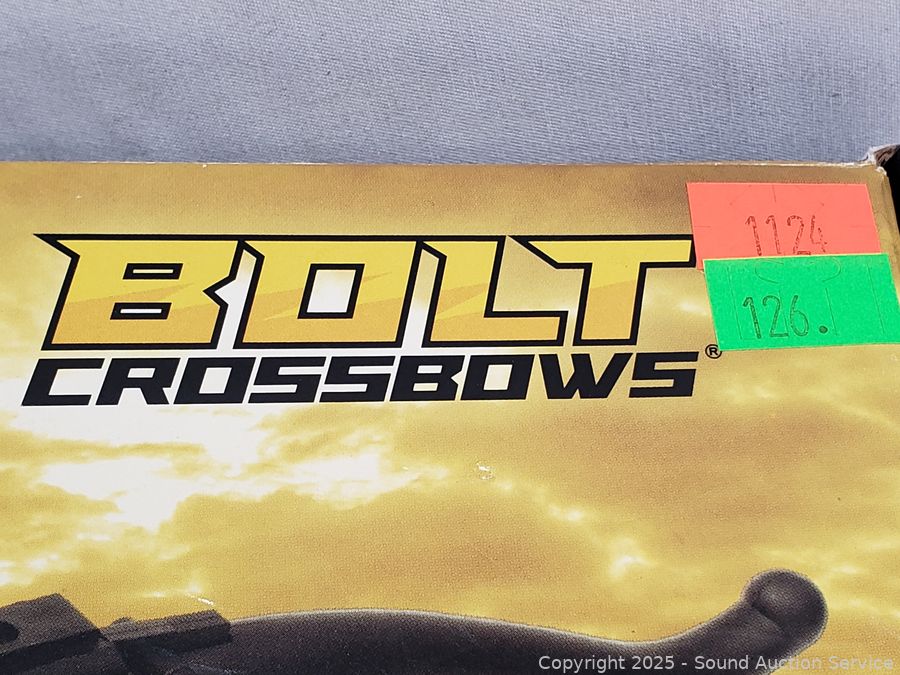 BOLT
CROSSBOWS®
1124
126.
Copyright 2025 - Sound Auction Service